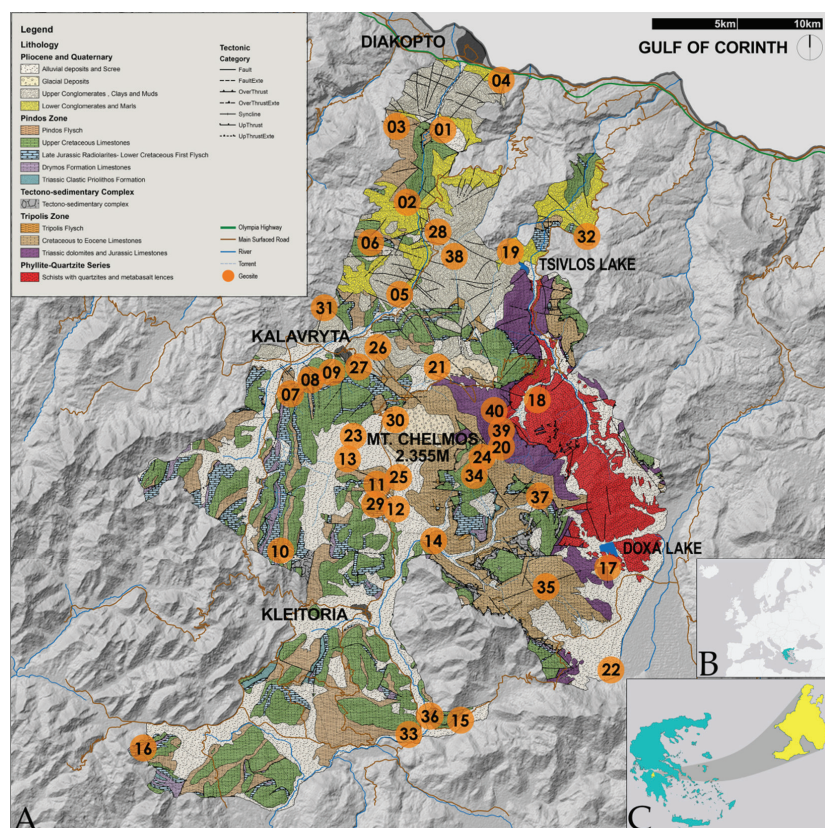 Legend
Lithology
Pliocene and Quaternary
Alluvial deposits and Scree
Glacial Deposits
Upper Conglomerates , Clays and Muds
Lower Conglomerates and Marls
Pindos Zone
Pindos Flysch
Upper Cretaceous Limestones
Late Jurassic Radiolarites- Lower Cretaceous First Flysch
Drymos Formation Limestones
Triassic Clastic Priolithos Formation
Tectono-sedimentary Complex
Tectono-sedimentary complex
Tripolis Zone
Tripolis Flysch
Cretaceous to Eocene Limestones
Triassic dolomites and Jurassic Limestones
Phyllite-Quartzite Series
Schists with quartzites and metabasalt lences
Tectonic
Category
Fault
FaultExte
OverThrust
OverThrustExte
Syncline
UpThrust
UpThrustExte
Olympia Highway
Main Surfaced Road
River
Torrent
Geosite
5km
10km
DIAKOPTO
GULF OF CORINTH
04
03
01
02
28
32
06
38
19
TSIVLOS LAKE
05
31
KALAVRYTA
26
27
21
09
08
07
18
40
30
23
39
MT. CHELMOS
20
2.355M
13
24
34
25
11
37
29
12
14
10
DOXA LAKE
17
35
KLEITORIA
22
36
15
33
16
A
B
C